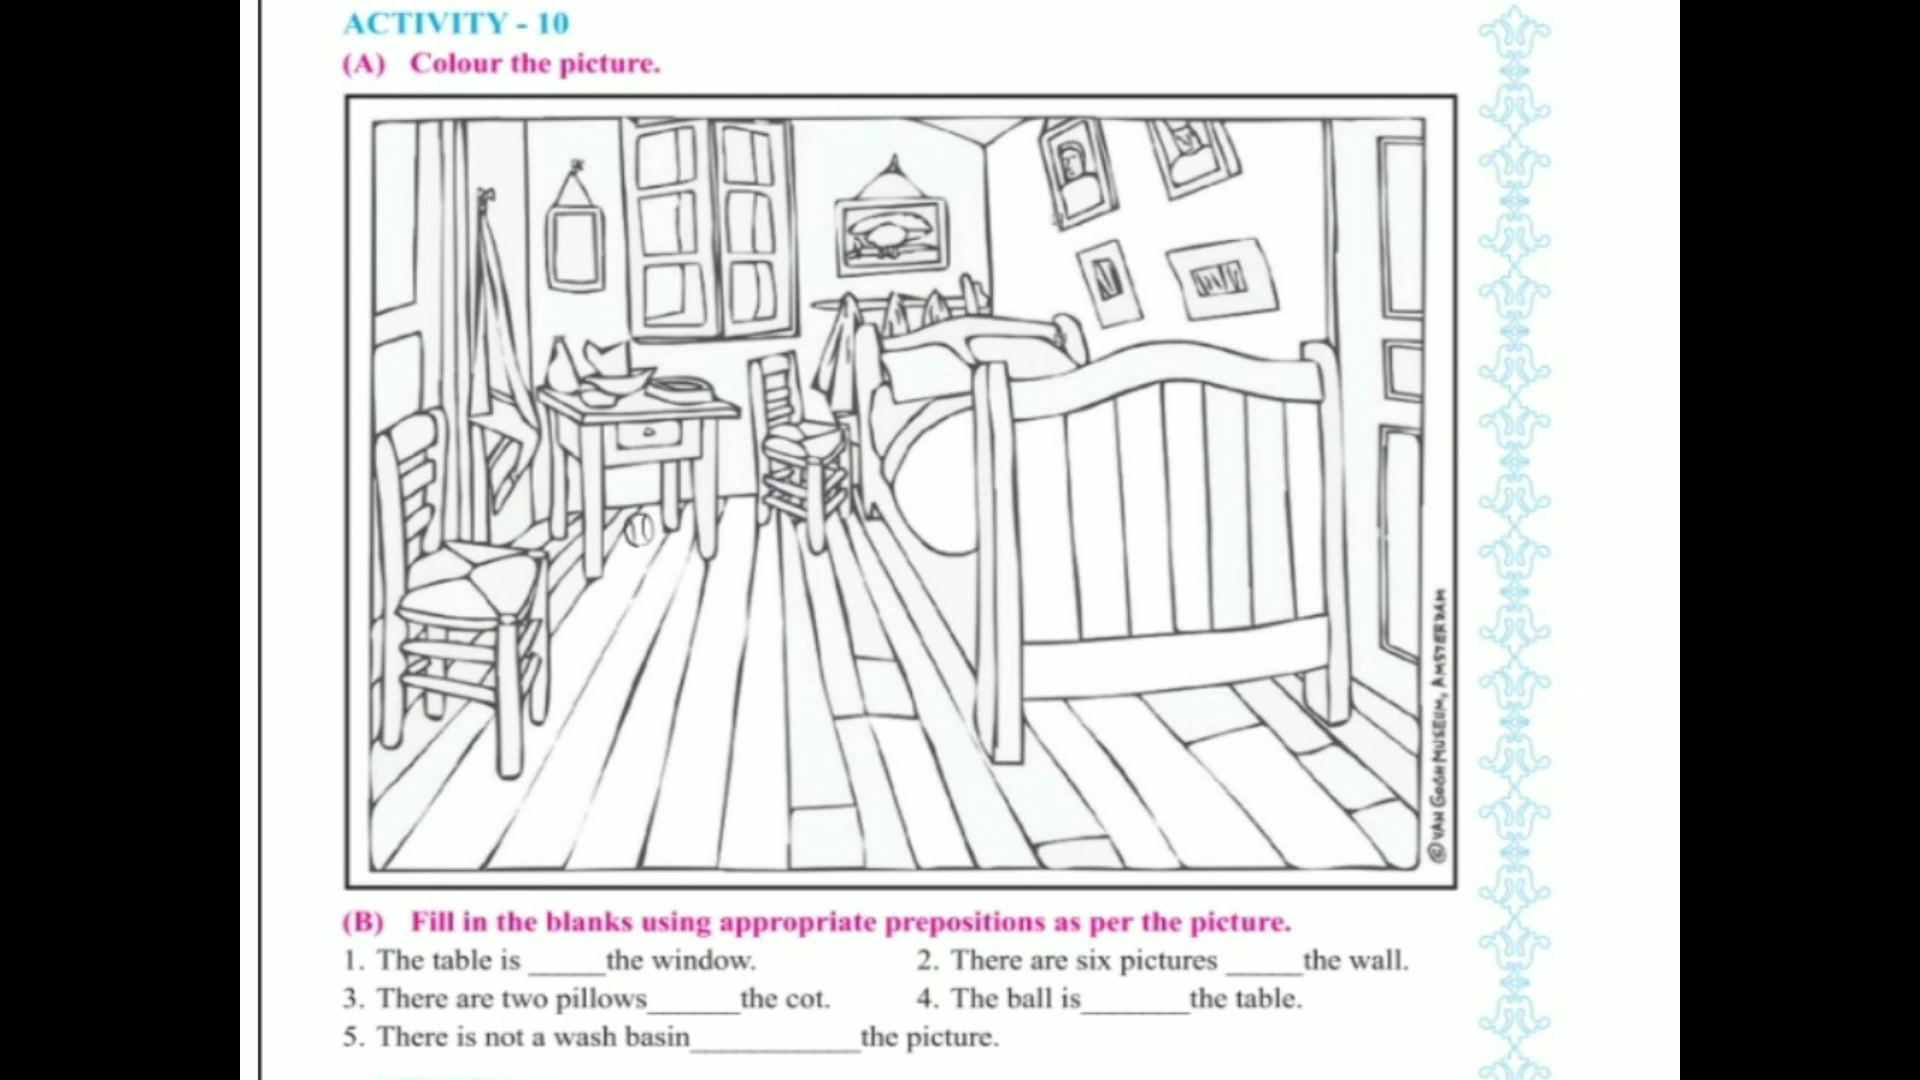 ACTIVITY - 10
(A) Colour the picture.
© VAN GOGH MUSEUM, AMSTERDAM
(B) Fill in the blanks using appropriate prepositions as per the picture.
1. The table is _____the window.
2. There are six pictures _____the wall.
3. There are two pillows______the cot.
4. The ball is_______the table.
5. There is not a wash basin___________the picture.